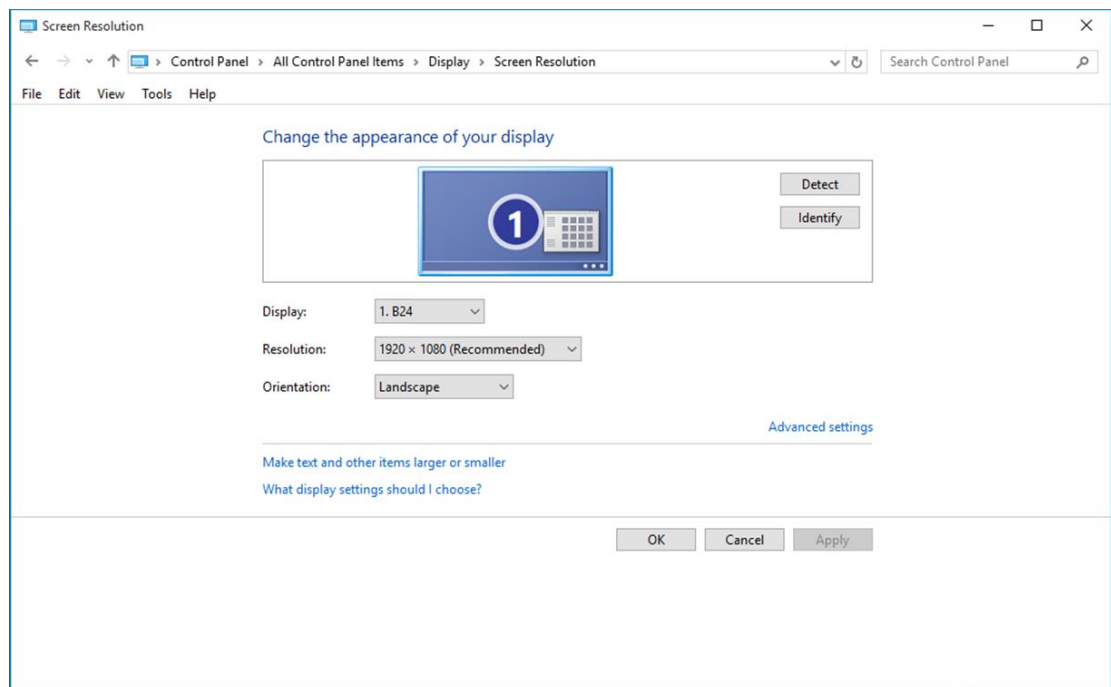 Screen Resolution
Control Panel > All Control Panel Items > Display > Screen Resolution
Search Control Panel
File Edit View Tools Help
Change the appearance of your display
1
Detect
Identify
Display: 1. B24
Resolution: 1920 × 1080 (Recommended)
Orientation: Landscape
Advanced settings
Make text and other items larger or smaller
What display settings should I choose?
OK Cancel Apply